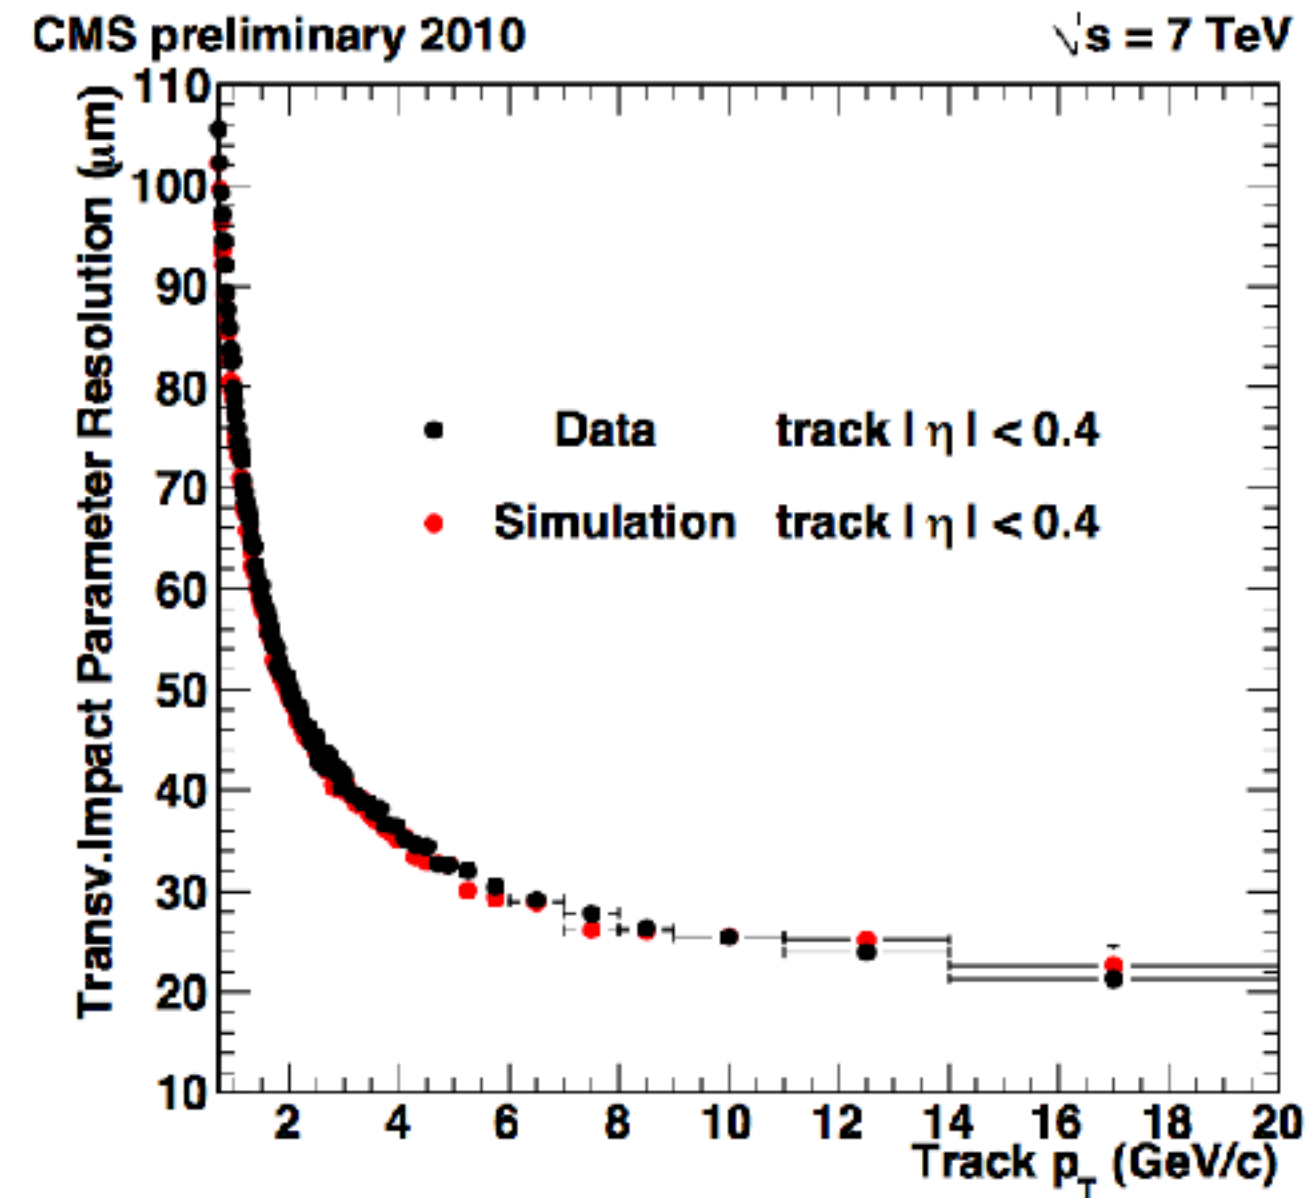 CMS preliminary 2010 √s = 7 TeV
Transv.Impact Parameter Resolution (μm)
110
100
90
80
70
60
50
40
30
20
10
Data track | η | < 0.4
Simulation track | η | < 0.4
2 4 6 8 10 12 14 16 18 20
Track p_T (GeV/c)